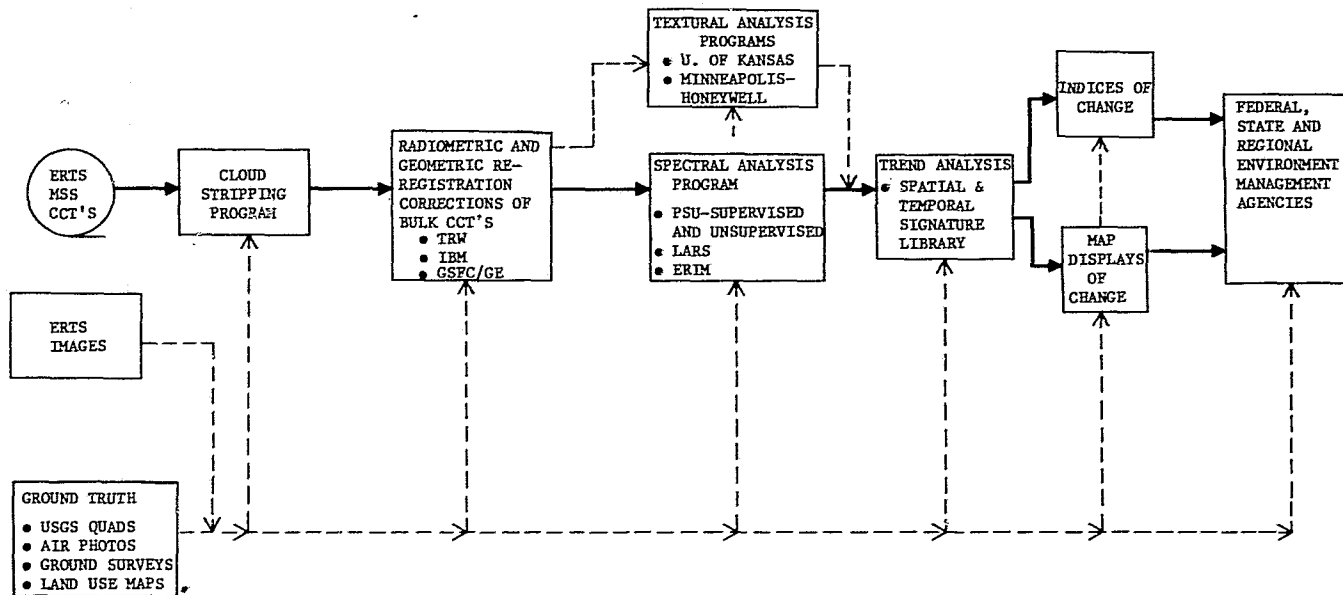 TEXTURAL ANALYSIS
PROGRAMS
● U. OF KANSAS
● MINNEAPOLIS-
HONEYWELL
ERTS
MSS
CCT'S
CLOUD
STRIPPING
PROGRAM
RADIOMETRIC AND
GEOMETRIC RE-
REGISTRATION
CORRECTIONS OF
BULK CCT'S
● TRW
● IBM
● GSFC/GE
SPECTRAL ANALYSIS
PROGRAM
● PSU-SUPERVISED
AND UNSUPERVISED
● LARS
● ERIM
TREND ANALYSIS
● SPATIAL &
TEMPORAL
SIGNATURE
LIBRARY
INDICES OF
CHANGE
MAP
DISPLAYS
OF
CHANGE
FEDERAL,
STATE AND
REGIONAL
ENVIRONMENT
MANAGEMENT
AGENCIES
ERTS
IMAGES
GROUND TRUTH
● USGS QUADS
● AIR PHOTOS
● GROUND SURVEYS
● LAND USE MAPS